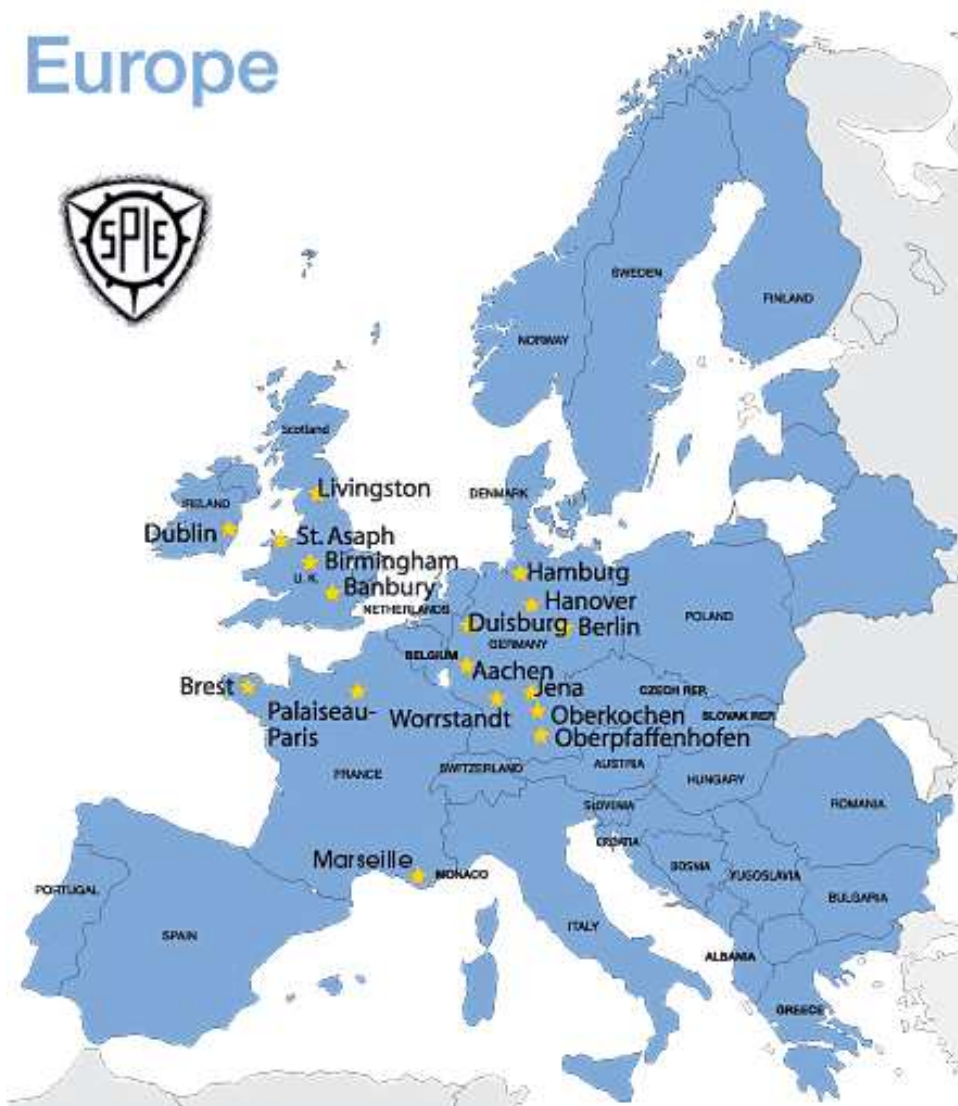 Europe
SPIE
SWEDEN
FINLAND
NORWAY
Scotland
DENMARK
Livingston
IRELAND
Dublin
St. Asaph
Birmingham
U. K.
Banbury
Hamburg
NETHERLANDS
Hanover
Duisburg
Berlin
POLAND
GERMANY
BELGIUM
Aachen
Brest
Jena
CZECH REP.
Palaiseau-
Paris
Worrstandt
Oberkochen
SLOVAK REP.
Oberpfaffenhofen
FRANCE
SWITZERLAND
AUSTRIA
HUNGARY
SLOVENIA
ROMANIA
CROATIA
Marseille
MONACO
BOSNIA
YUGOSLAVIA
PORTUGAL
BULGARIA
SPAIN
ITALY
ALBANIA
GREECE